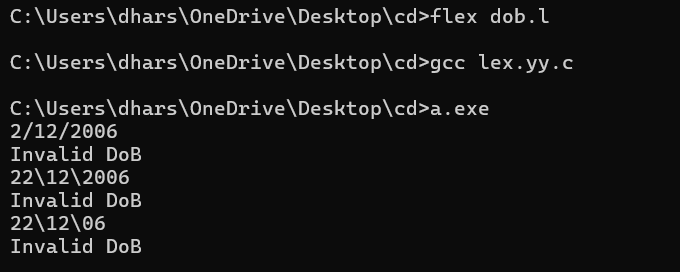 C:\Users\dhars\OneDrive\Desktop\cd>flex dob.l
C:\Users\dhars\OneDrive\Desktop\cd>gcc lex.yy.c
C:\Users\dhars\OneDrive\Desktop\cd>a.exe
2/12/2006
Invalid DoB
22\12\2006
Invalid DoB
22\12\06
Invalid DoB